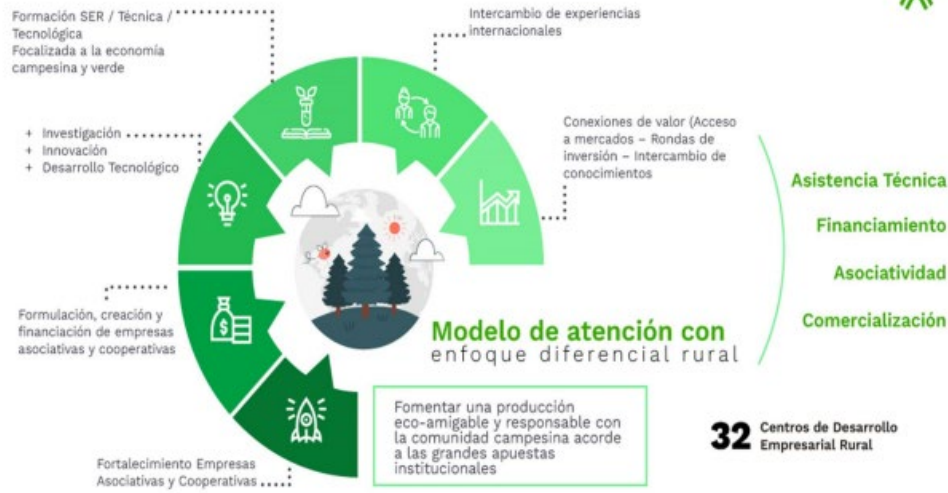 Formación SER / Técnica /
Tecnológica
Focalizada a la economía
campesina y verde
Intercambio de experiencias
internacionales
+ Investigación
+ Innovación
+ Desarrollo Tecnológico
Conexiones de valor (Acceso
a mercados – Rondas de
inversión – Intercambio de
conocimientos
Asistencia Técnica
Financiamiento
Asociatividad
Comercialización
Formulación, creación y
financiación de empresas
asociativas y cooperativas
$
Modelo de atención con
enfoque diferencial rural
Fomentar una producción
eco-amigable y responsable con
la comunidad campesina acorde
a las grandes apuestas
institucionales
32 Centros de Desarrollo
Empresarial Rural
Fortalecimiento Empresas
Asociativas y Cooperativas